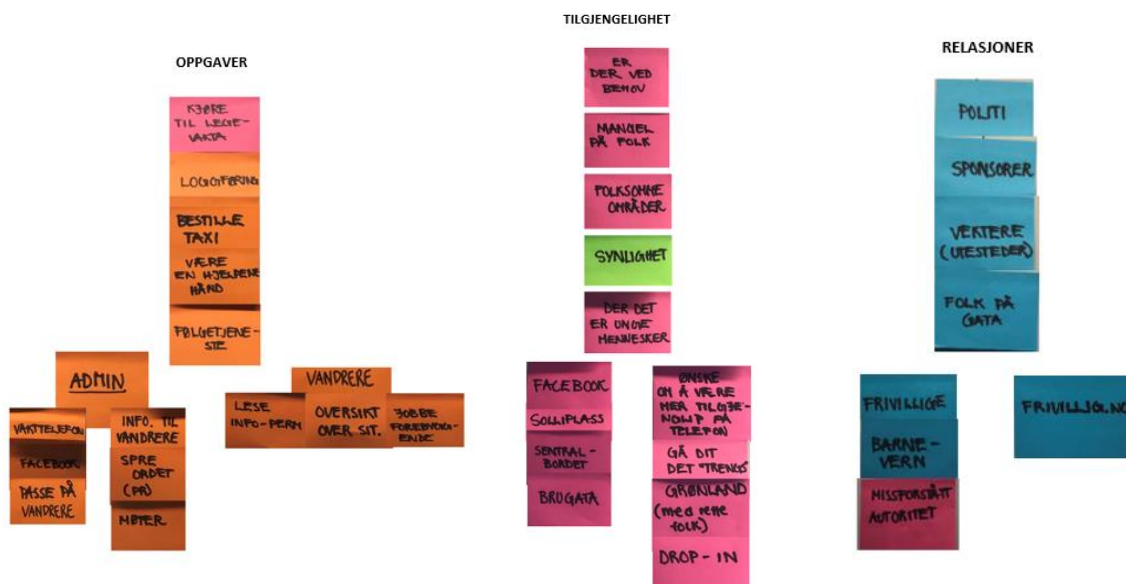 OPPGAVER
KJØRE
TIL LEGE-
VAKTA
LOGGFØRING
BESTILLE
TAXI
VÆRE
EN HJELPENE
HÅND
FØLGETJENE-
STE
ADMIN
VAKTTELEFON
FACEBOOK
PASSE PÅ
VANDRERE
INFO. TIL
VANDRERE
SPRE
ORDET
(PR)
MØTER
VANDRERE
LESE
INFO-PERM
OVERSIKT
OVER SIT.
JOBBE
FOREBYGG-
ENDE
TILGJENGELIGHET
ER
DER VED
BEHOV
MANGEL
PÅ FOLK
FOLKSOMME
OMRÅDER
SYNLIGHET
DER DET
ER UNGE
MENNESKER
FACEBOOK
SOLLIPLASS
SENTRAL-
BORDET
BRUGATA
ØNSKE
OM Å VÆRE
MER TILGJE-
NGLIG PÅ
TELEFON
GÅ DIT
DET "TRENGS"
GRØNLAND
(med rette
folk)
DROP-IN
RELASJONER
POLITI
SPONSORER
VEKTERE
(UTESTEDER)
FOLK PÅ
GATA
FRIVILLIGE
BARNE-
VERN
MISSFORSTÅTT
AUTORITET
FRIVILLIG.NO